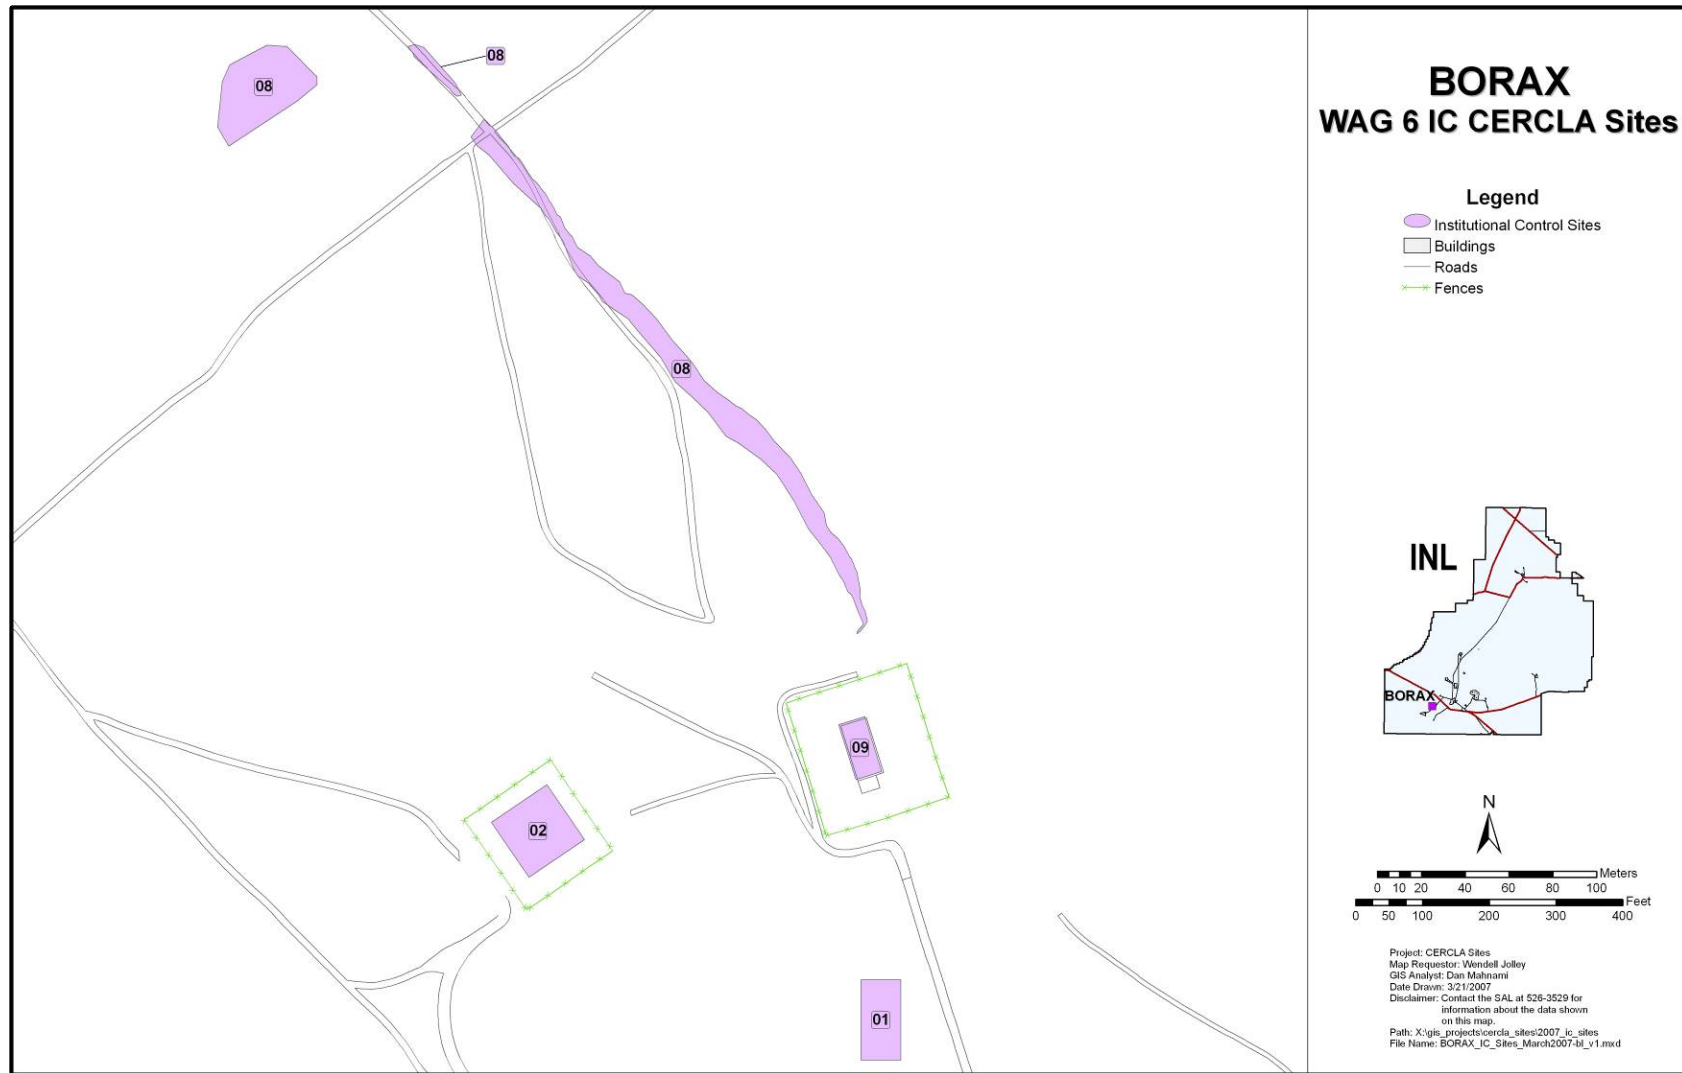 08
08
08
09
02
01
BORAX
WAG 6 IC CERCLA Sites
Legend
Institutional Control Sites
Buildings
Roads
Fences
INL
BORAX
N
Meters
0 10 20 40 60 80 100
Feet
0 50 100 200 300 400
Project: CERCLA Sites
Map Requestor: Wendell Jolley
GIS Analyst: Dan Mahnami
Date Drawn: 3/21/2007
Disclaimer: Contact the SAL at 526-3529 for
information about the data shown
on this map.
Path: X:\gis_projects\cercla_sites\2007_ic_sites
File Name: BORAX_IC_Sites_March2007-bl_v1.mxd